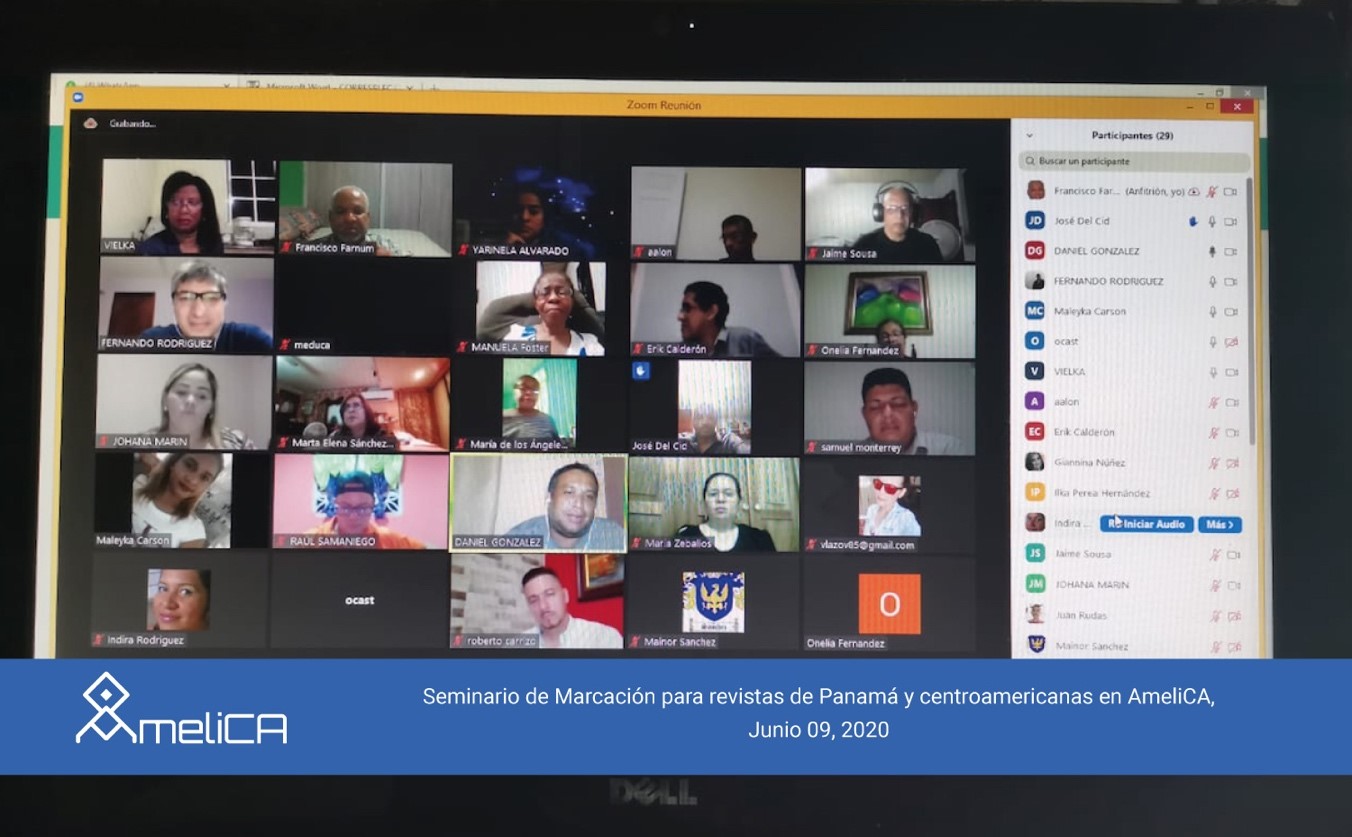 Zoom Reunión
Grabando...
VIELKA
Francisco Farnum
YARINELA ALVARADO
aalon
Jaime Sousa
FERNANDO RODRIGUEZ
meduca
MANUELA Foster
Erik Calderón
Onelia Fernandez
JOHANA MARIN
Marta Elena Sánchez...
María de los Ángele...
José Del Cid
samuel monterrey
Maleyka Carson
RAÚL SAMANIEGO
DANIEL GONZALEZ
María Zeballos
vlazov85@gmail.com
Indira Rodriguez
ocast
roberto carrizo
Mainor Sanchez
O
Onelia Fernandez
Participantes (29)
Buscar un participante
Francisco Far... (Anfitrión, yo)
JD José Del Cid
DG DANIEL GONZALEZ
FERNANDO RODRIGUEZ
MC Maleyka Carson
O ocast
V VIELKA
A aalon
EC Erik Calderón
Giannina Núñez
IP Ilka Perea Hernández
Indira ... Iniciar Audio Más
JS Jaime Sousa
JM JOHANA MARIN
Juan Rudas
Mainor Sanchez
AmeliCA
Seminario de Marcación para revistas de Panamá y centroamericanas en AmeliCA,
Junio 09, 2020
DELL